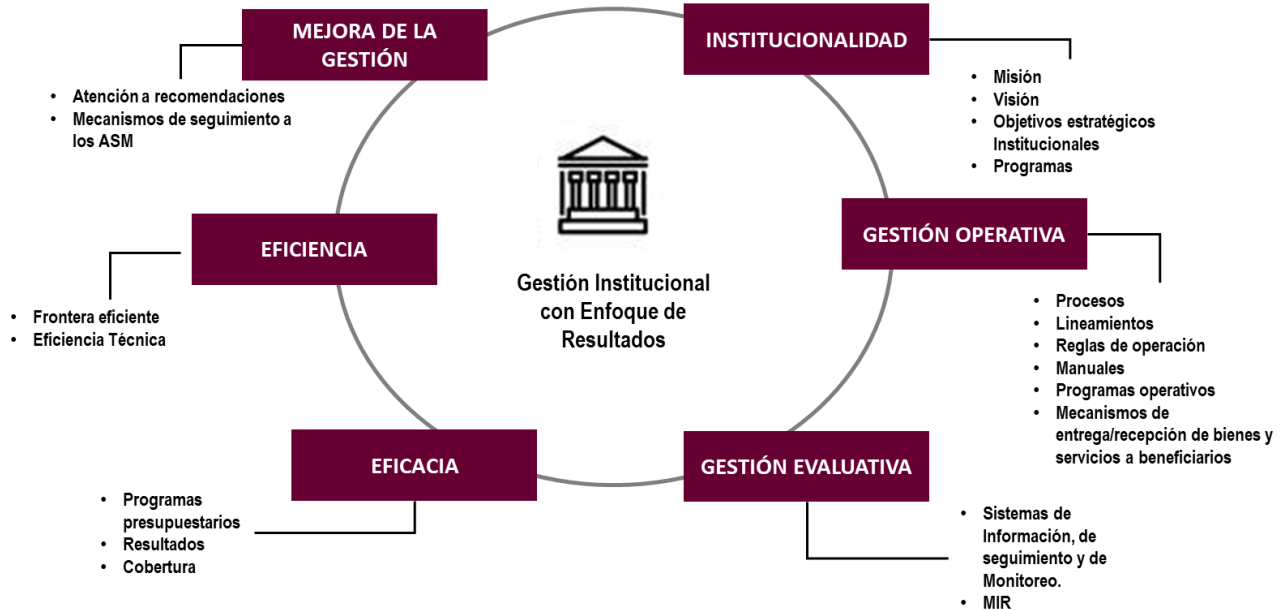 MEJORA DE LA
GESTIÓN
• Atención a recomendaciones
• Mecanismos de seguimiento a
los ASM
INSTITUCIONALIDAD
• Misión
• Visión
• Objetivos estratégicos
Institucionales
• Programas
EFICIENCIA
• Frontera eficiente
• Eficiencia Técnica
Gestión Institucional
con Enfoque de
Resultados
GESTIÓN OPERATIVA
• Procesos
• Lineamientos
• Reglas de operación
• Manuales
• Programas operativos
• Mecanismos de
entrega/recepción de bienes y
servicios a beneficiarios
EFICACIA
• Programas
presupuestarios
• Resultados
• Cobertura
GESTIÓN EVALUATIVA
• Sistemas de
Información, de
seguimiento y de
Monitoreo.
• MIR